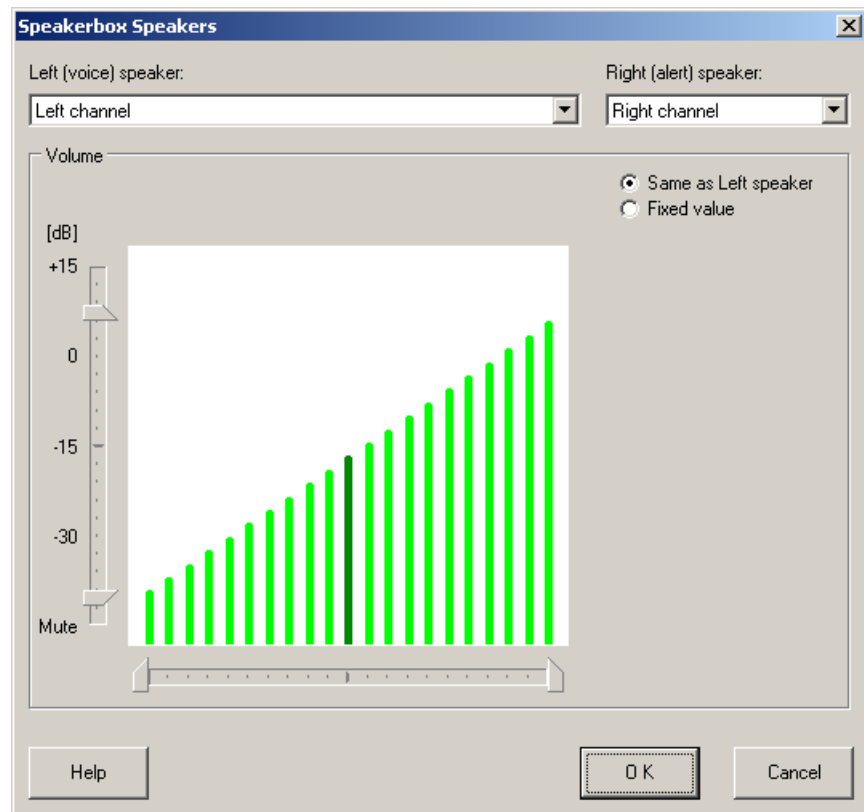 Speakerbox Speakers
Left (voice) speaker:
Right (alert) speaker:
Left channel
Right channel
Volume
Same as Left speaker
Fixed value
[dB]
+15
0
-15
-30
Mute
Help
O K
Cancel